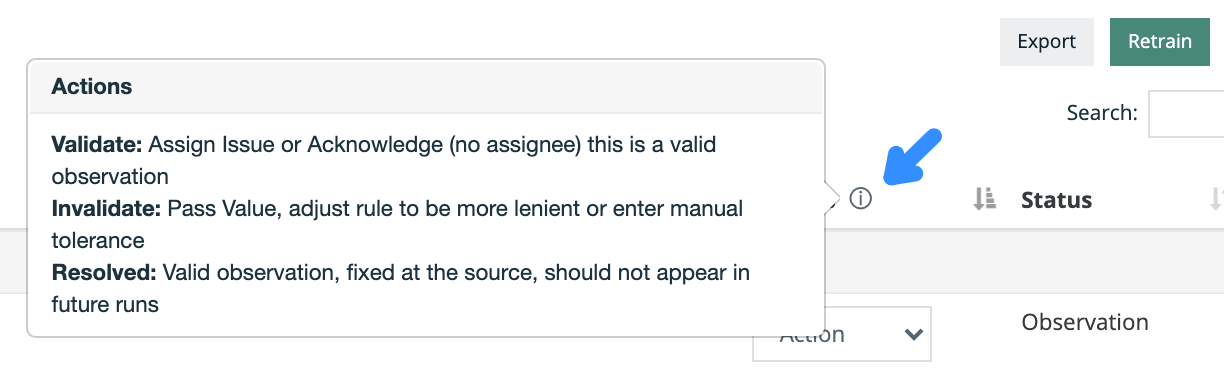 Export
Retrain
Actions
Search:
Validate: Assign Issue or Acknowledge (no assignee) this is a valid
observation
Invalidate: Pass Value, adjust rule to be more lenient or enter manual
tolerance
Status
Resolved: Valid observation, fixed at the source, should not appear in
future runs
Action
Observation